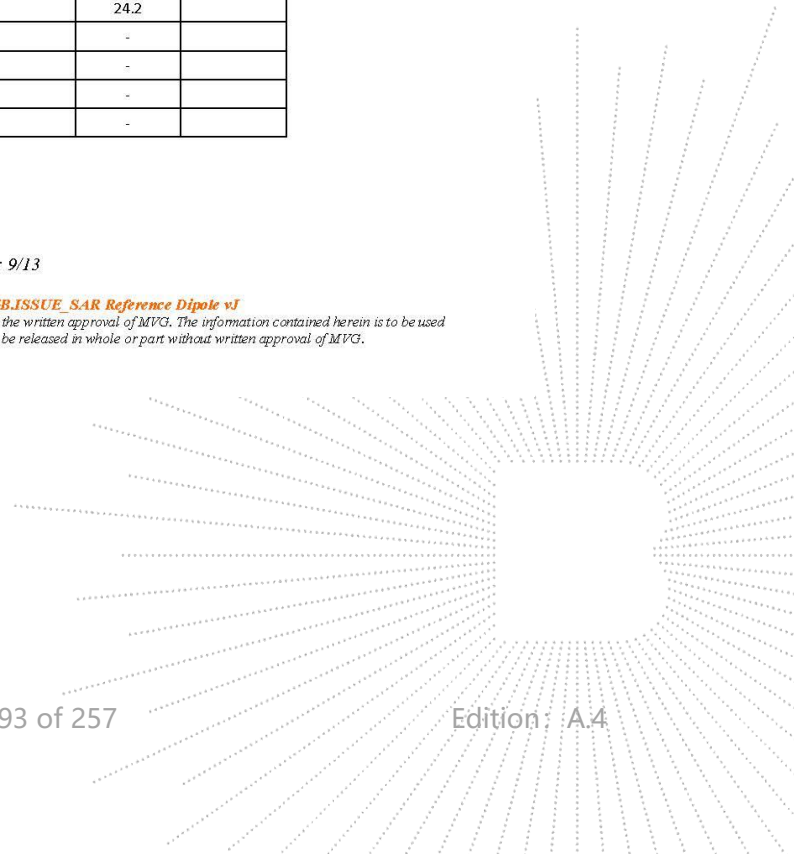 24.2
-
-
-
-
: 9/13
B.ISSUE_SAR Reference Dipole vJ
the written approval of MVG. The information contained herein is to be used
be released in whole or part without written approval of MVG.
93 of 257
Edition： A.4